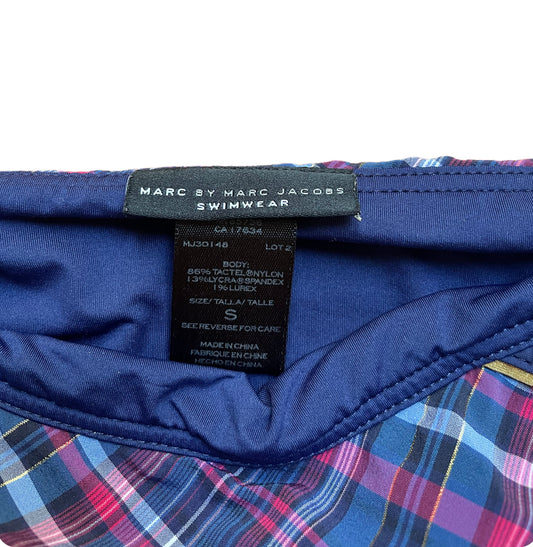 MARC BY MARC JACOBS
SWIMWEAR
CA 17634
MJ30148 LOT 2
BODY:
86% TACTEL®NYLON
13%LYCRA®SPANDEX
1% LUREX
SIZE/TALLA/TALLE
S
SEE REVERSE FOR CARE
MADE IN CHINA
FABRIQUE EN CHINE
HECHO EN CHINA